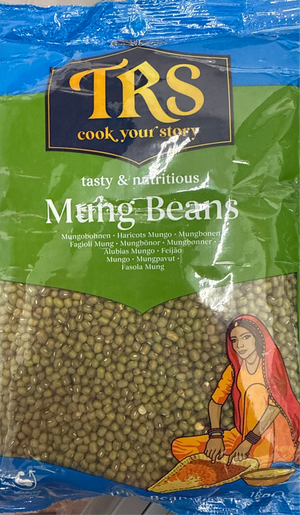 TRS
cook your story
tasty & nutritious
Mung Beans
Mungobohnen • Haricots Mungo • Mungbonen
Fagioli Mung • Mungbönor • Mungbønner •
Alubias Mungo • Feijão
Mungo • Mungpavut •
Fasola Mung